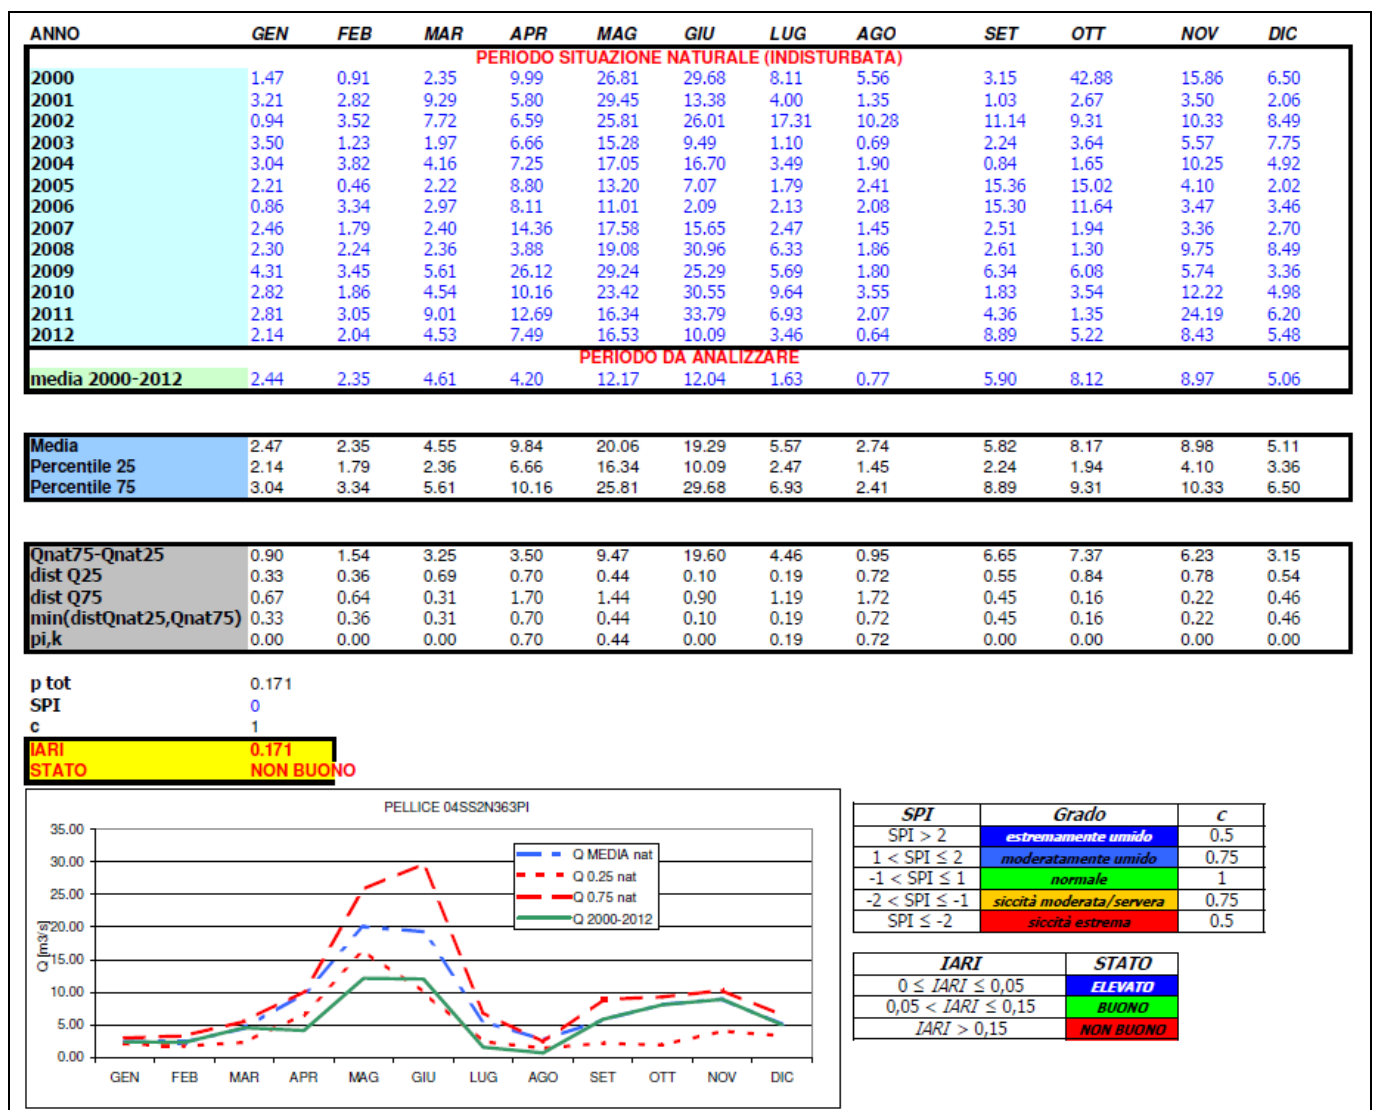 ANNO GEN FEB MAR APR MAG GIU LUG AGO SET OTT NOV DIC
PERIODO SITUAZIONE NATURALE (INDISTURBATA)
2000 1.47 0.91 2.35 9.99 26.81 29.68 8.11 5.56 3.15 42.88 15.86 6.50
2001 3.21 2.82 9.29 5.80 29.45 13.38 4.00 1.35 1.03 2.67 3.50 2.06
2002 0.94 3.52 7.72 6.59 25.81 26.01 17.31 10.28 11.14 9.31 10.33 8.49
2003 3.50 1.23 1.97 6.66 15.28 9.49 1.10 0.69 2.24 3.64 5.57 7.75
2004 3.04 3.82 4.16 7.25 17.05 16.70 3.49 1.90 0.84 1.65 10.25 4.92
2005 2.21 0.46 2.22 8.80 13.20 7.07 1.79 2.41 15.36 15.02 4.10 2.02
2006 0.86 3.34 2.97 8.11 11.01 2.09 2.13 2.08 15.30 11.64 3.47 3.46
2007 2.46 1.79 2.40 14.36 17.58 15.65 2.47 1.45 2.51 1.94 3.36 2.70
2008 2.30 2.24 2.36 3.88 19.08 30.96 6.33 1.86 2.61 1.30 9.75 8.49
2009 4.31 3.45 5.61 26.12 29.24 25.29 5.69 1.80 6.34 6.08 5.74 3.36
2010 2.82 1.86 4.54 10.16 23.42 30.55 9.64 3.55 1.83 3.54 12.22 4.98
2011 2.81 3.05 9.01 12.69 16.34 33.79 6.93 2.07 4.36 1.35 24.19 6.20
2012 2.14 2.04 4.53 7.49 16.53 10.09 3.46 0.64 8.89 5.22 8.43 5.48
PERIODO DA ANALIZZARE
media 2000-2012 2.44 2.35 4.61 4.20 12.17 12.04 1.63 0.77 5.90 8.12 8.97 5.06
Media 2.47 2.35 4.55 9.84 20.06 19.29 5.57 2.74 5.82 8.17 8.98 5.11
Percentile 25 2.14 1.79 2.36 6.66 16.34 10.09 2.47 1.45 2.24 1.94 4.10 3.36
Percentile 75 3.04 3.34 5.61 10.16 25.81 29.68 6.93 2.41 8.89 9.31 10.33 6.50
Qnat75-Qnat25 0.90 1.54 3.25 3.50 9.47 19.60 4.46 0.95 6.65 7.37 6.23 3.15
dist Q25 0.33 0.36 0.69 0.70 0.44 0.10 0.19 0.72 0.55 0.84 0.78 0.54
dist Q75 0.67 0.64 0.31 1.70 1.44 0.90 1.19 1.72 0.45 0.16 0.22 0.46
min(distQnat25,Qnat75) 0.33 0.36 0.31 0.70 0.44 0.10 0.19 0.72 0.45 0.16 0.22 0.46
pi,k 0.00 0.00 0.00 0.70 0.44 0.00 0.19 0.72 0.00 0.00 0.00 0.00
p tot 0.171
SPI 0
c 1
IARI 0.171
STATO NON BUONO
PELLICE 04SS2N363PI
Q [m3/s]
35.00
30.00
25.00
20.00
15.00
10.00
5.00
0.00
GEN FEB MAR APR MAG GIU LUG AGO SET OTT NOV DIC
Q MEDIA nat
Q 0.25 nat
Q 0.75 nat
Q 2000-2012
SPI Grado c
SPI > 2 estremamente umido 0.5
1 < SPI ≤ 2 moderatamente umido 0.75
-1 < SPI ≤ 1 normale 1
-2 < SPI ≤ -1 siccità moderata/servera 0.75
SPI ≤ -2 siccità estrema 0.5
IARI STATO
0 ≤ IARI ≤ 0,05 ELEVATO
0,05 < IARI ≤ 0,15 BUONO
IARI > 0,15 NON BUONO